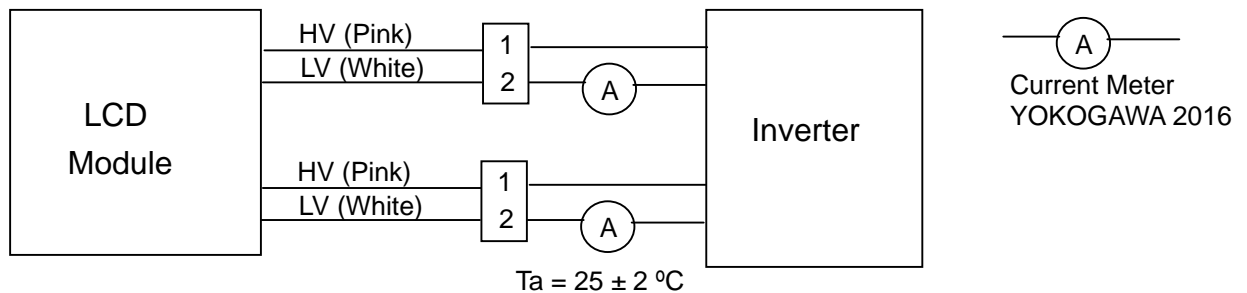 HV (Pink)
1
LV (White)
2
A
LCD
Module
HV (Pink)
1
LV (White)
2
A
Ta = 25 ± 2 ºC
Inverter
A
Current Meter
YOKOGAWA 2016